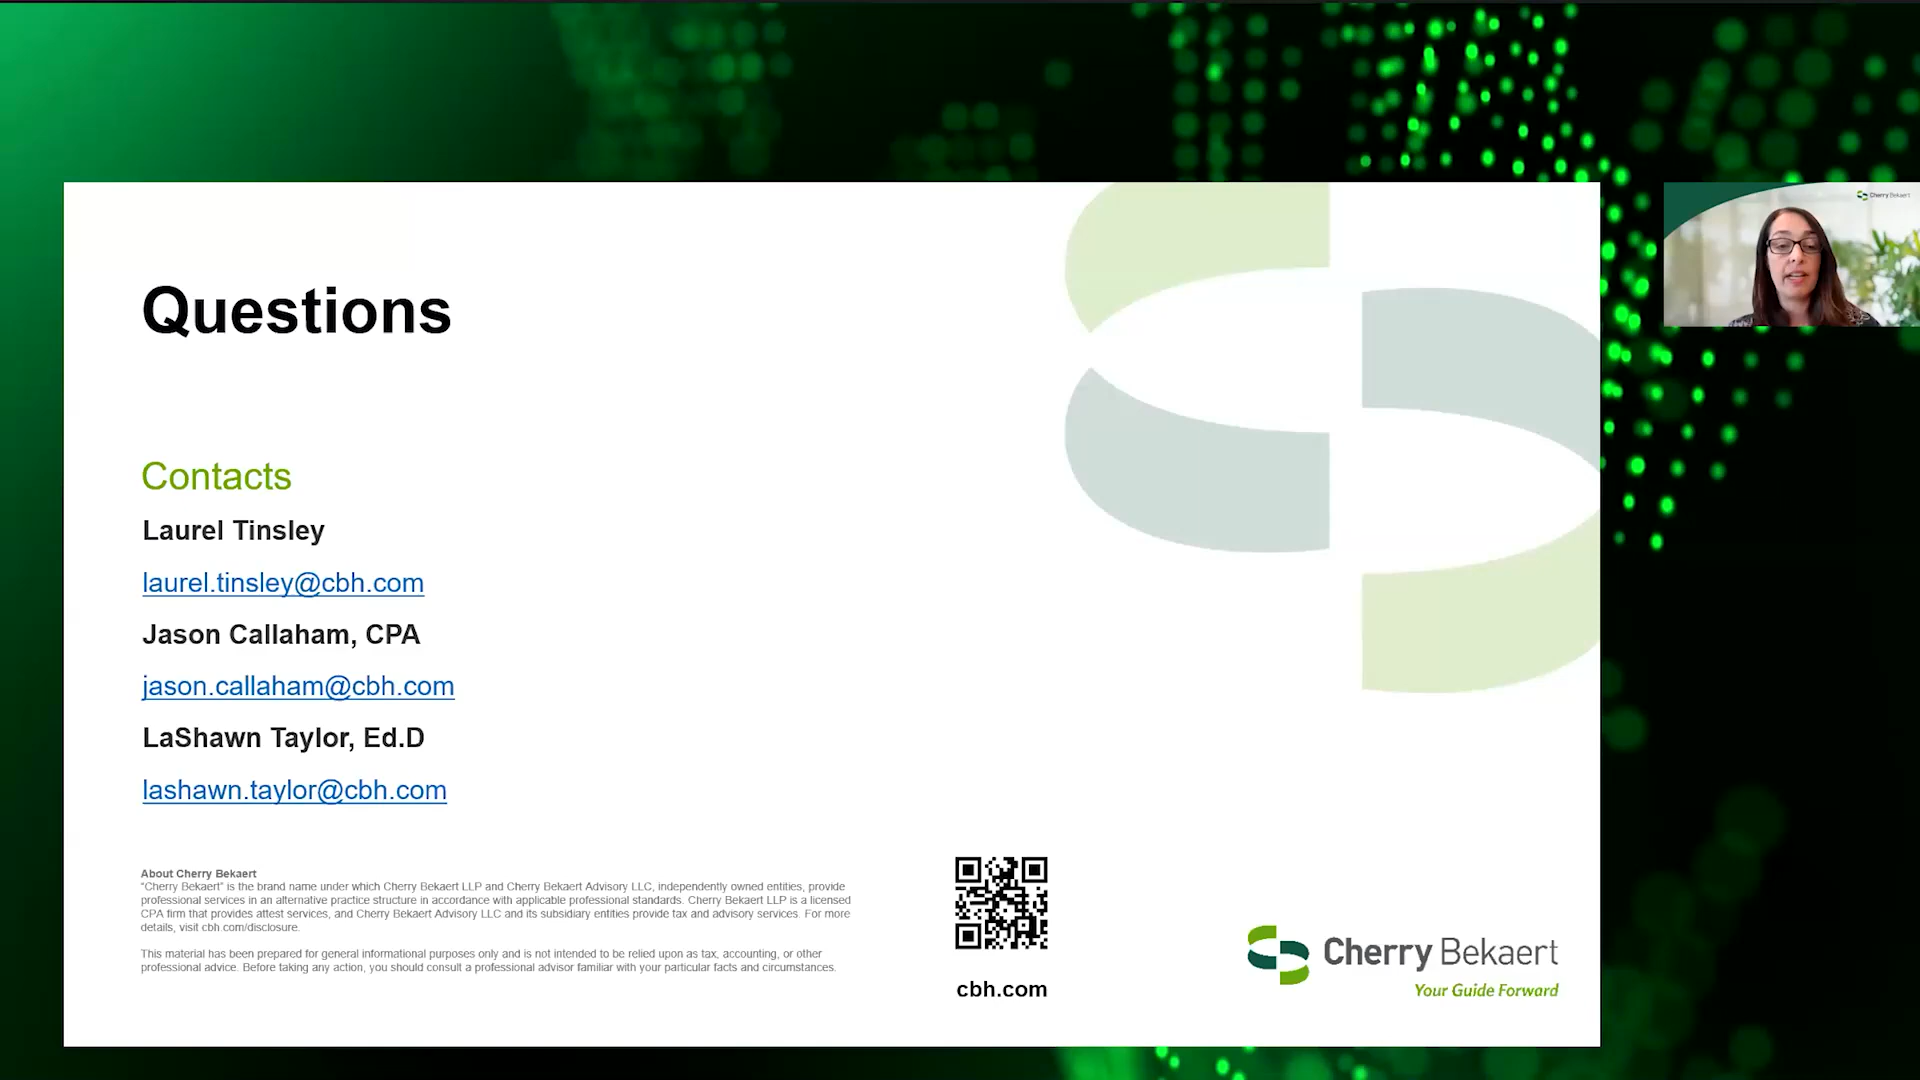 Questions
Contacts
Laurel Tinsley
laurel.tinsley@cbh.com
Jason Callaham, CPA
jason.callaham@cbh.com
LaShawn Taylor, Ed.D
lashawn.taylor@cbh.com
About Cherry Bekaert
"Cherry Bekaert" is the brand name under which Cherry Bekaert LLP and Cherry Bekaert Advisory LLC, independently owned entities, provide
professional services in an alternative practice structure in accordance with applicable professional standards. Cherry Bekaert LLP is a licensed
CPA firm that provides attest services, and Cherry Bekaert Advisory LLC and its subsidiary entities provide tax and advisory services. For more
details, visit cbh.com/disclosure.
This material has been prepared for general informational purposes only and is not intended to be relied upon as tax, accounting, or other
professional advice. Before taking any action, you should consult a professional advisor familiar with your particular facts and circumstances.
cbh.com
Cherry Bekaert
Your Guide Forward
Cherry Bekaert